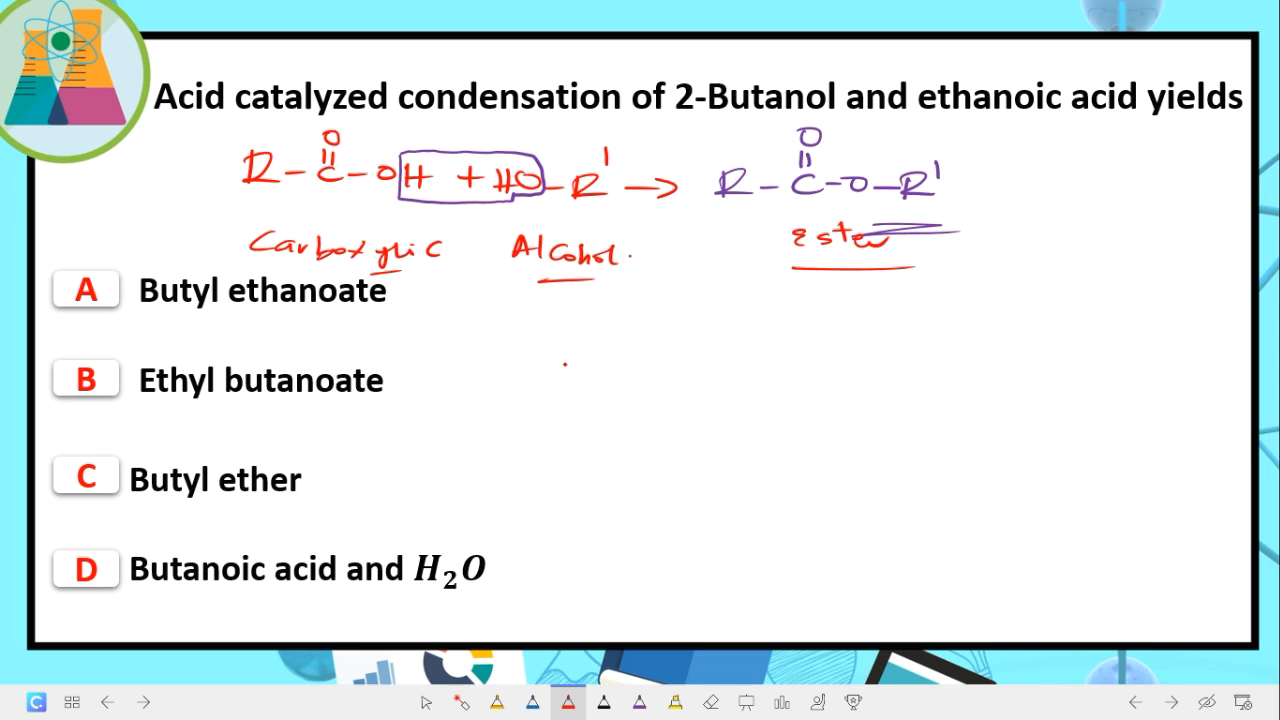 Acid catalyzed condensation of 2-Butanol and ethanoic acid yields
O O
R - C - OH + HO - R' → R - C - O - R'
Carboxylic Alcohol. Ester
A Butyl ethanoate
B Ethyl butanoate
C Butyl ether
D Butanoic acid and H₂O